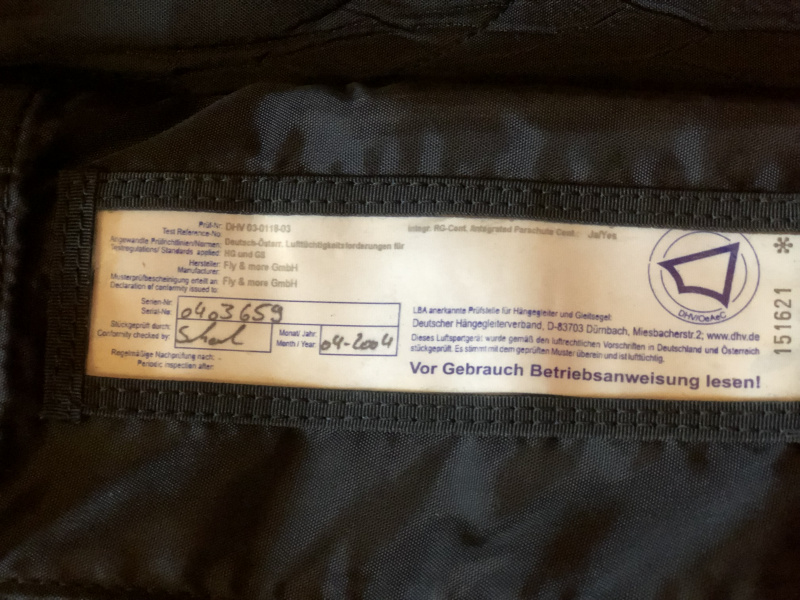 Prüf-Nr: DHV 03-0118-03
Test Reference-No:
Integr. RG-Cont. /Integrated Parachute Cont.: Ja/Yes
Angewandte Prüfrichtlinien/Normen: Deutsch-Österr. Lufttüchtigkeitsforderungen für
Testregulations/ Standards applied: HG und GS
Hersteller: Fly & more GmbH
Manufacturer:
Musterprüfbescheinigung erteilt an: Fly & more GmbH
Declaration of conformity issued to:
Serien-Nr: 0403659
Serial-No:
Stückgeprüft durch:
Conformity checked by:
Monat/ Jahr: 04-2004
Month / Year:
Regelmäßige Nachprüfung nach: -
Periodic inspection after:
LBA anerkannte Prüfstelle für Hängegleiter und Gleitsegel:
Deutscher Hängegleiterverband, D-83703 Dürnbach, Miesbacherstr.2; www.dhv.de
Dieses Luftsportgerät wurde gemäß den luftrechtlichen Vorschriften in Deutschland und Österreich
stückgeprüft. Es stimmt mit dem geprüften Muster überein und ist lufttüchtig.
Vor Gebrauch Betriebsanweisung lesen!
DHV/OeAeC
151621 *